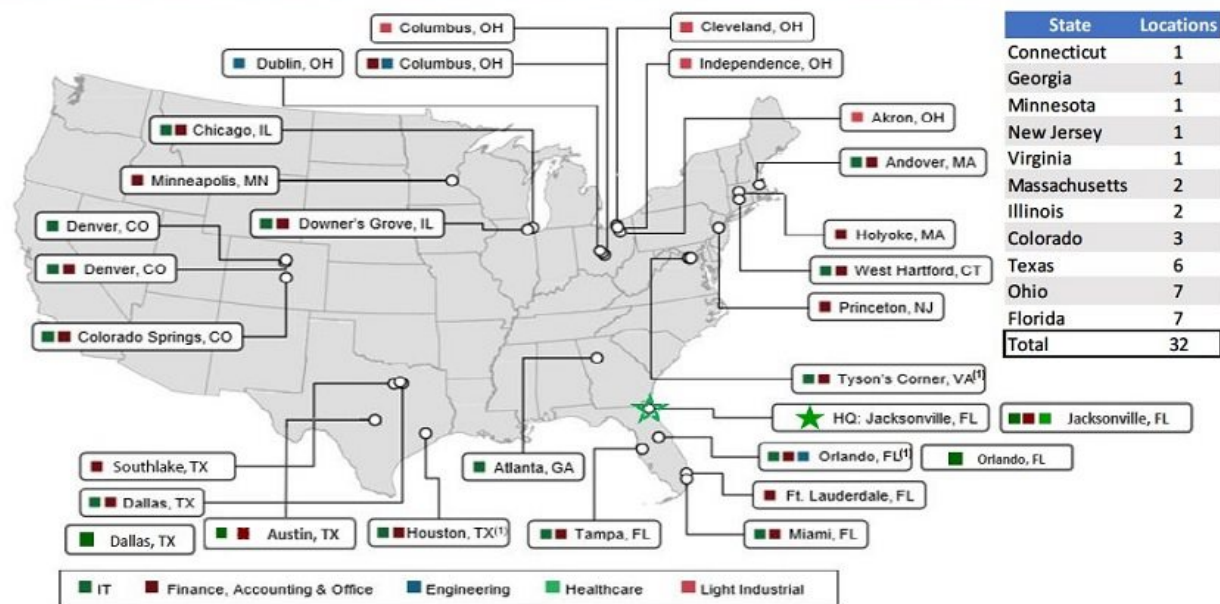 Columbus, OH
Cleveland, OH
Dublin, OH
Columbus, OH
Independence, OH
Chicago, IL
Akron, OH
Minneapolis, MN
Andover, MA
Denver, CO
Downer's Grove, IL
Holyoke, MA
Denver, CO
West Hartford, CT
Princeton, NJ
Colorado Springs, CO
Tyson's Corner, VA(1)
HQ: Jacksonville, FL
Jacksonville, FL
Southlake, TX
Atlanta, GA
Orlando, FL(1)
Orlando, FL
Dallas, TX
Ft. Lauderdale, FL
Dallas, TX
Austin, TX
Houston, TX(1)
Tampa, FL
Miami, FL
IT Finance, Accounting & Office Engineering Healthcare Light Industrial
State Locations
Connecticut 1
Georgia 1
Minnesota 1
New Jersey 1
Virginia 1
Massachusetts 2
Illinois 2
Colorado 3
Texas 6
Ohio 7
Florida 7
Total 32